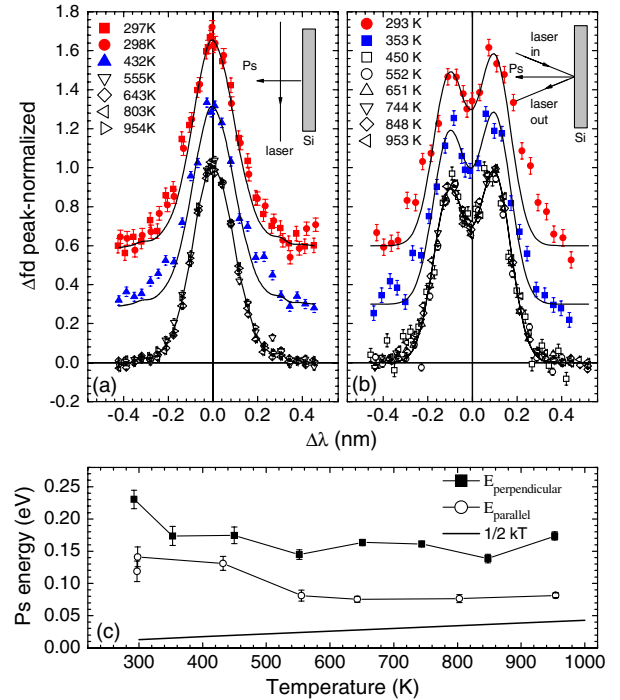 Δfd peak-normalized
1.8
1.6
1.4
1.2
1.0
0.8
0.6
0.4
0.2
0.0
-0.2
297K
298K
432K
555K
643K
803K
954K
Ps
laser
Si
(a)
-0.4 -0.2 0.0 0.2 0.4
293 K
353 K
450 K
552 K
651 K
744 K
848 K
953 K
laser
in
Ps
laser
out
Si
(b)
-0.4 -0.2 0.0 0.2 0.4
Δλ (nm)
Ps energy (eV)
0.25
0.20
0.15
0.10
0.05
0.00
E perpendicular
E parallel
1/2 kT
(c)
300 400 500 600 700 800 900 1000
Temperature (K)